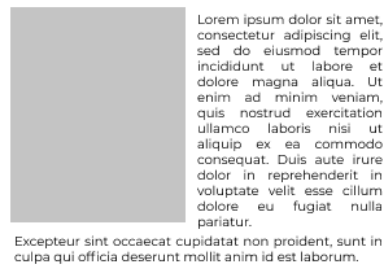 Lorem ipsum dolor sit amet,
consectetur adipiscing elit,
sed do eiusmod tempor
incididunt ut labore et
dolore magna aliqua. Ut
enim ad minim veniam,
quis nostrud exercitation
ullamco laboris nisi ut
aliquip ex ea commodo
consequat. Duis aute irure
dolor in reprehenderit in
voluptate velit esse cillum
dolore eu fugiat nulla
pariatur.
Excepteur sint occaecat cupidatat non proident, sunt in
culpa qui officia deserunt mollit anim id est laborum.